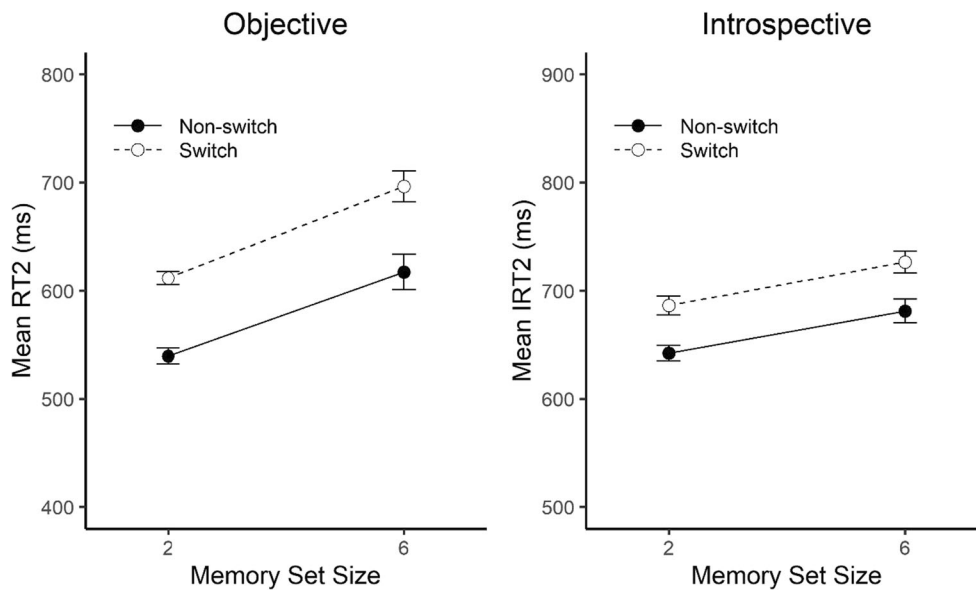 Objective
Mean RT2 (ms)
800
700
600
500
400
Non-switch
Switch
2
6
Memory Set Size
Introspective
Mean IRT2 (ms)
900
800
700
600
500
Non-switch
Switch
2
6
Memory Set Size